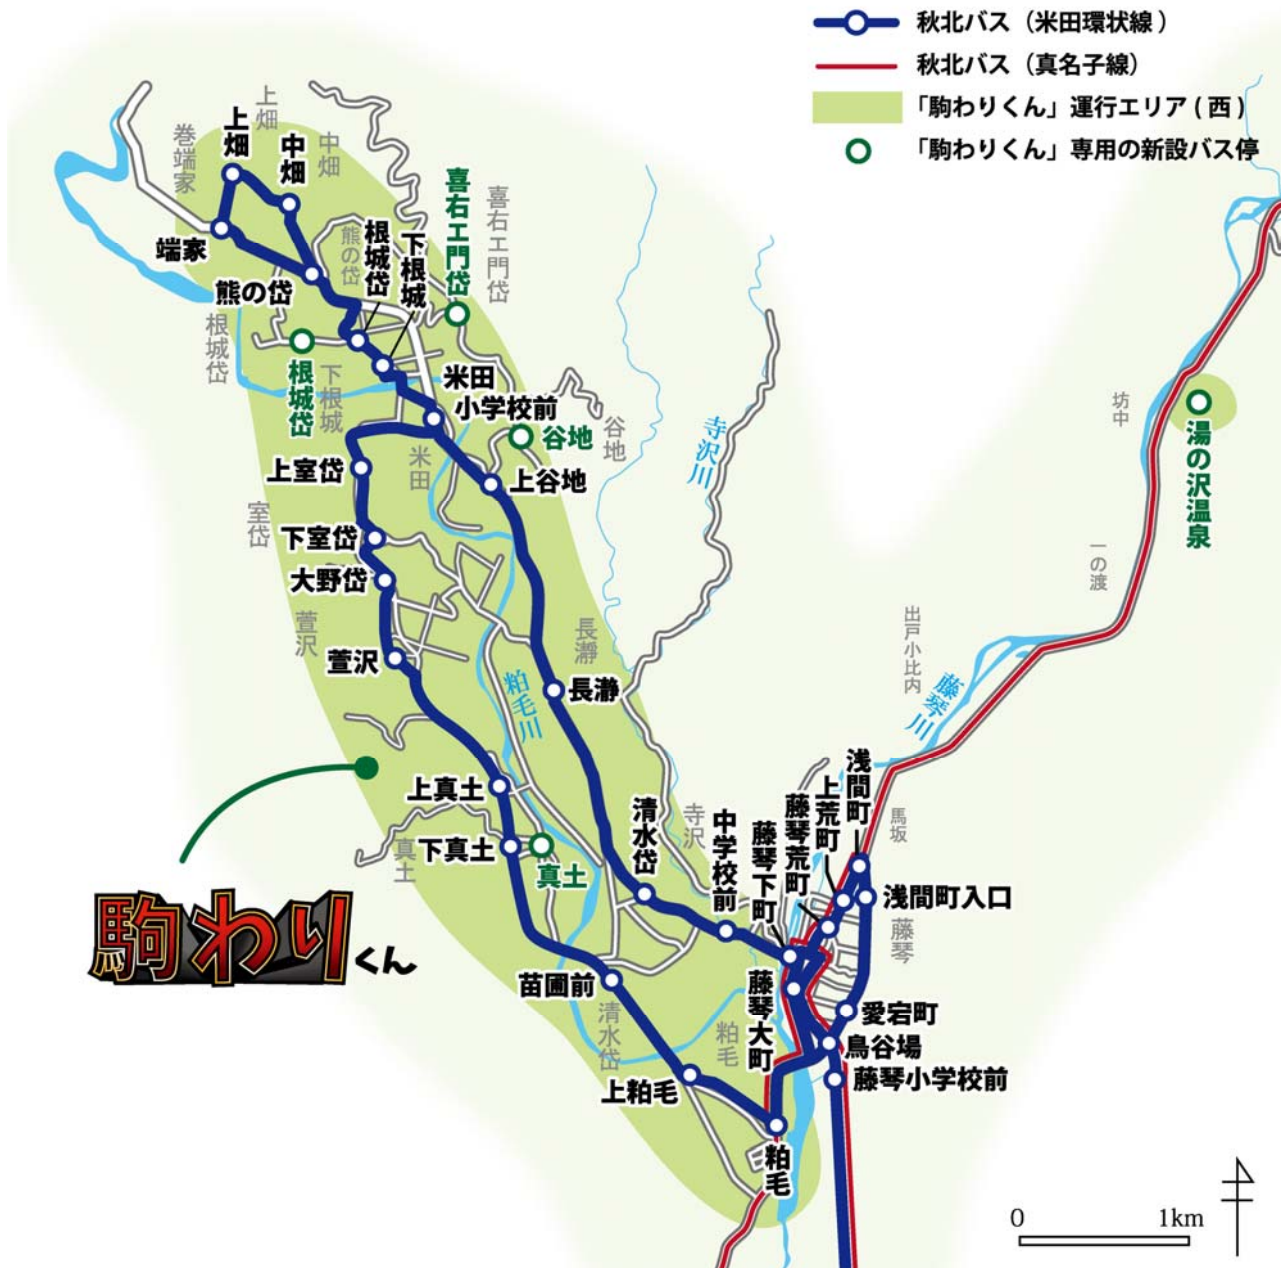 秋北バス（米田環状線）
秋北バス（真名子線）
「駒わりくん」運行エリア(西)
「駒わりくん」専用の新設バス停
上畑
中畑
巻端家
上畑
中畑
端家
熊の岱
熊の岱
根城岱
下根城
喜右エ門岱
喜右エ門岱
根城岱
根城岱
下根城
米田
小学校前
谷地
谷地
米田
上谷地
上室岱
室岱
下室岱
大野岱
萱沢
萱沢
長瀞
長瀞
粕毛川
寺沢川
坊中
湯の沢温泉
一の渡
出戸小比内
藤琴川
馬坂
上真土
下真土
真土
真土
清水岱
寺沢
中学校前
藤琴下町
藤琴荒町
上荒町
浅間町
浅間町入口
藤琴
藤琴大町
愛宕町
鳥谷場
藤琴小学校前
苗圃前
清水岱
粕毛
上粕毛
粕毛
駒わりくん
0 1km